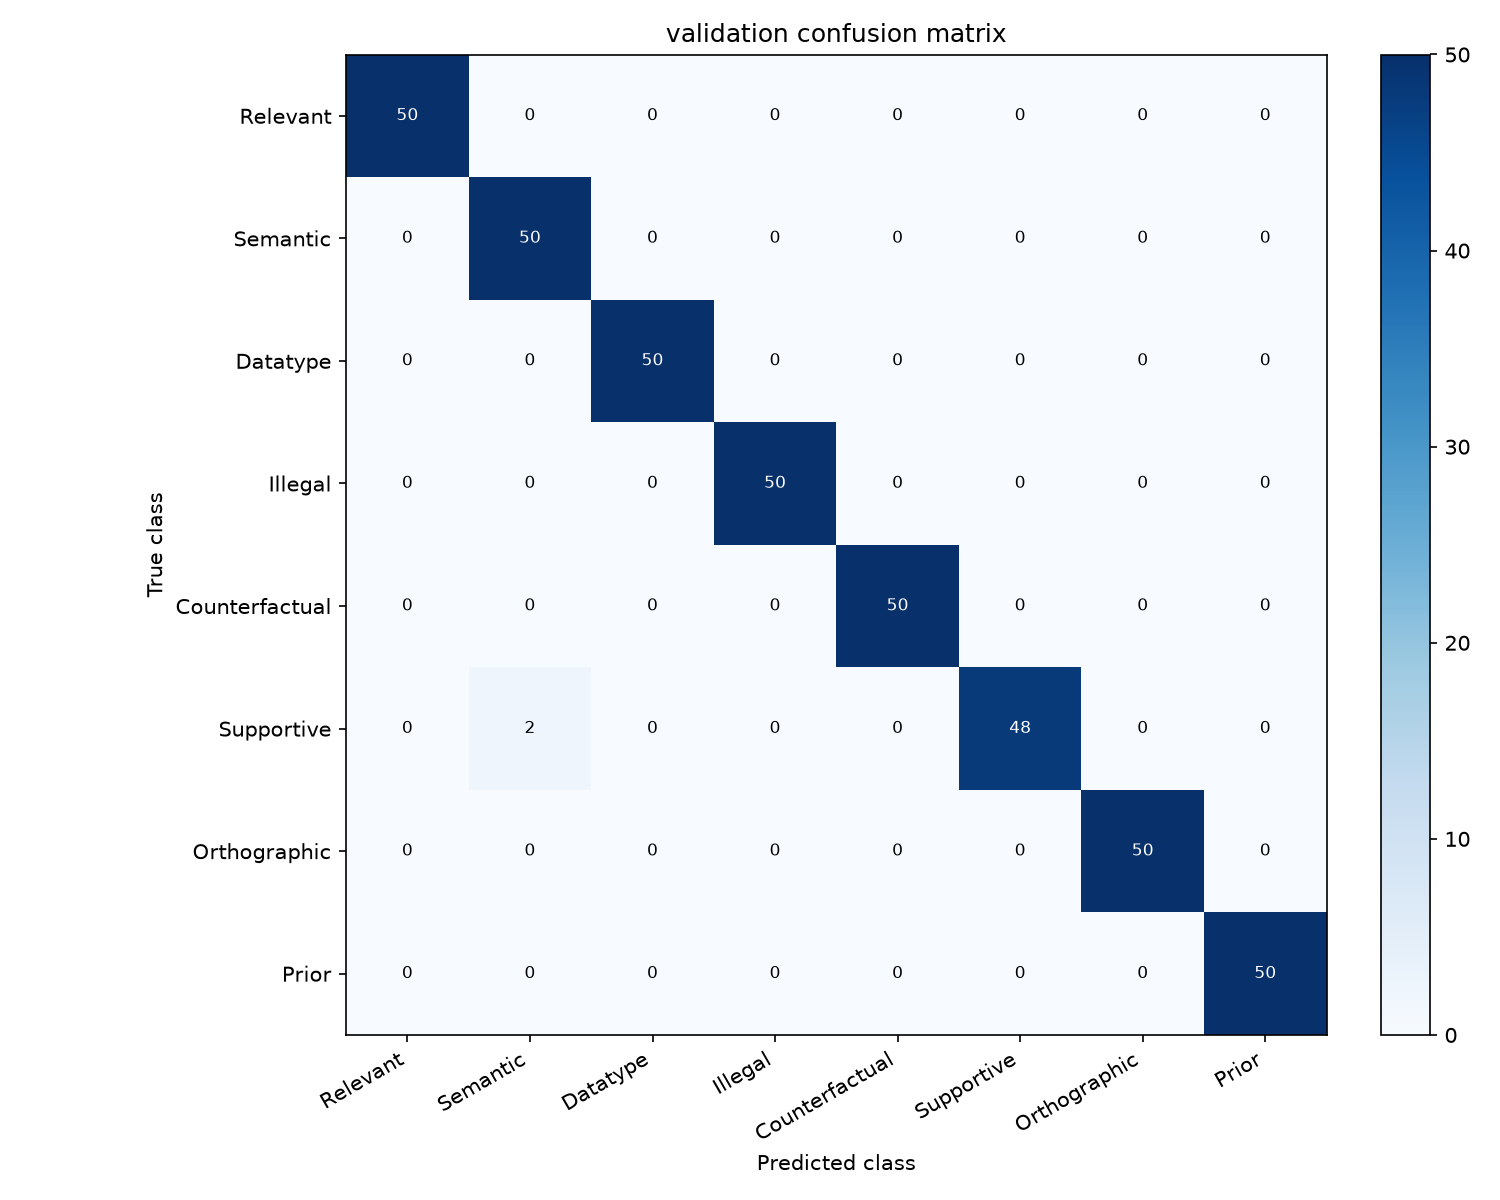 validation confusion matrix
Relevant 50 0 0 0 0 0 0 0
Semantic 0 50 0 0 0 0 0 0
Datatype 0 0 50 0 0 0 0 0
Illegal 0 0 0 50 0 0 0 0
Counterfactual 0 0 0 0 50 0 0 0
Supportive 0 2 0 0 0 48 0 0
Orthographic 0 0 0 0 0 0 50 0
Prior 0 0 0 0 0 0 0 50
True class
Relevant Semantic Datatype Illegal Counterfactual Supportive Orthographic Prior
Predicted class
50
40
30
20
10
0